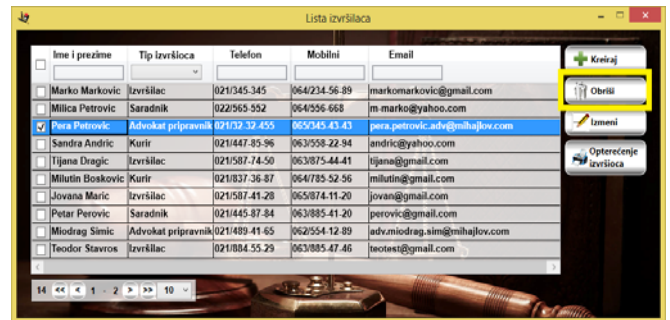 Lista izvršilaca
Ime i prezime Tip izvršioca Telefon Mobilni Email
Marko Markovic Izvršilac 021/345-345 064/234-56-89 markomarkovic@gmail.com
Milica Petrovic Saradnik 022/565-552 064/556-668 m-marko@yahoo.com
Pera Petrovic Advokat pripravnik 021/32-32-455 065/345-43-43 pera.petrovic.adv@mihajlov.com
Sandra Andric Kurir 021/447-85-96 063/558-22-94 andric@yahoo.com
Tijana Dragic Izvršilac 021/587-74-50 063/875-44-41 tijana@gmail.com
Milutin Boskovic Kurir 021/837-36-87 064/785-52-56 milutin@gmail.com
Jovana Maric Izvršilac 021/587-41-28 065/874-11-20 jovan@gmail.com
Petar Perovic Saradnik 021/445-87-84 063/885-41-20 perovic@gmail.com
Miodrag Simic Advokat pripravnik 021/489-41-65 062/554-12-89 adv.miodrag.sim@mihajlov.com
Teodor Stavros Izvršilac 021/884-55-29 063/885-47-46 teotest@gmail.com
14 << < 1 - 2 > >> 10
Kreiraj
Obriši
Izmeni
Opterećenje
izvršioca